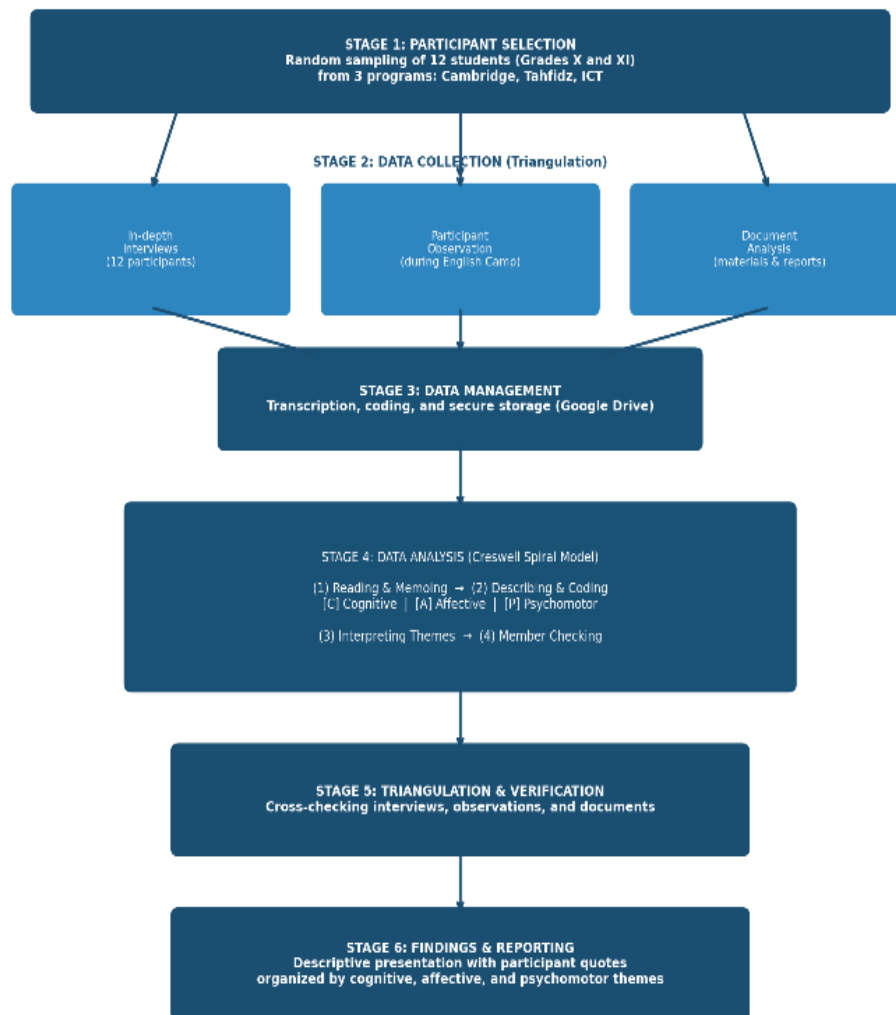 STAGE 1: PARTICIPANT SELECTION
Random sampling of 12 students (Grades X and XI)
from 3 programs: Cambridge, Tahfidz, ICT
STAGE 2: DATA COLLECTION (Triangulation)
In-depth
Interviews
(12 participants)
Participant
Observation
(during English Camp)
Document
Analysis
(materials & reports)
STAGE 3: DATA MANAGEMENT
Transcription, coding, and secure storage (Google Drive)
STAGE 4: DATA ANALYSIS (Creswell Spiral Model)
(1) Reading & Memoing → (2) Describing & Coding
[C] Cognitive | [A] Affective | [P] Psychomotor
(3) Interpreting Themes → (4) Member Checking
STAGE 5: TRIANGULATION & VERIFICATION
Cross-checking interviews, observations, and documents
STAGE 6: FINDINGS & REPORTING
Descriptive presentation with participant quotes
organized by cognitive, affective, and psychomotor themes